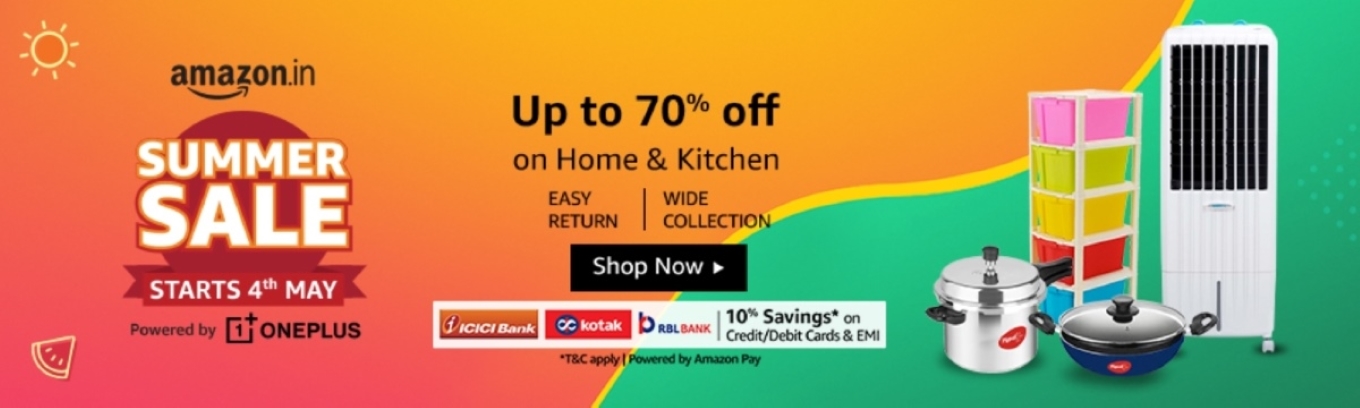 amazon.in
SUMMER
SALE
STARTS 4th MAY
Powered by 1+ ONEPLUS
Up to 70% off
on Home & Kitchen
EASY
RETURN
WIDE
COLLECTION
Shop Now ▸
ICICI Bank
kotak
RBLBANK
10% Savings* on
Credit/Debit Cards & EMI
*T&C apply | Powered by Amazon Pay